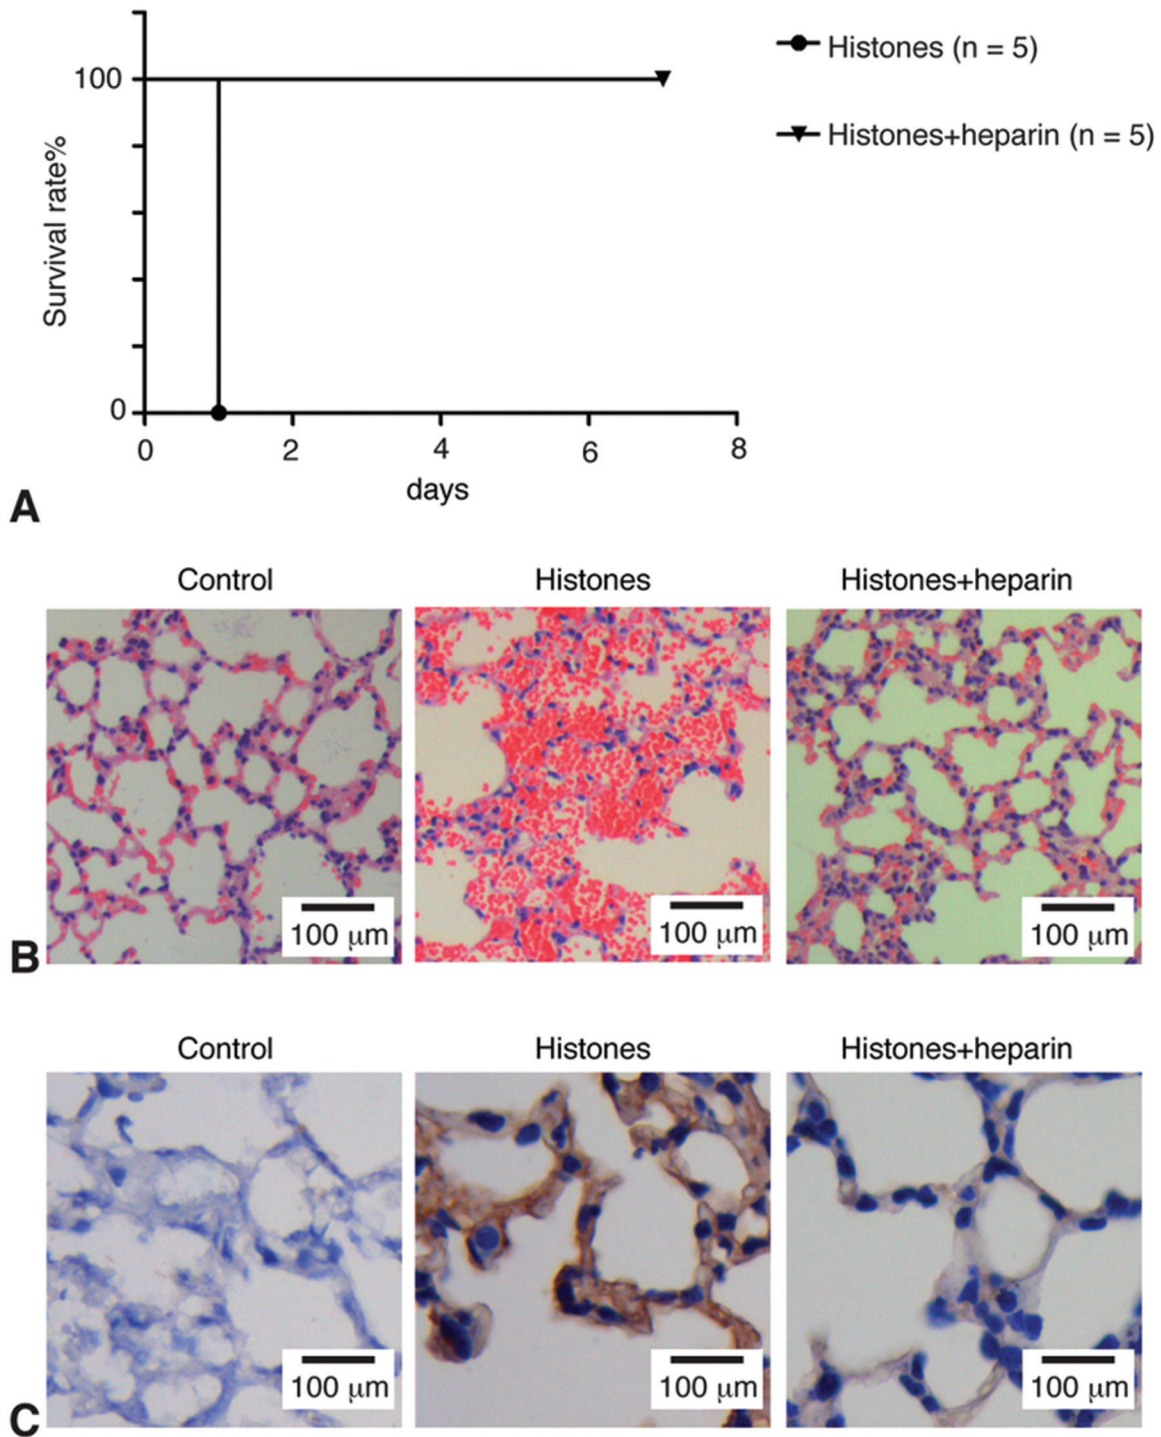 Histones (n = 5)
Histones+heparin (n = 5)
100
0
Survival rate%
0 2 4 6 8
days
A
Control Histones Histones+heparin
100 μm 100 μm 100 μm
B
Control Histones Histones+heparin
100 μm 100 μm 100 μm
C